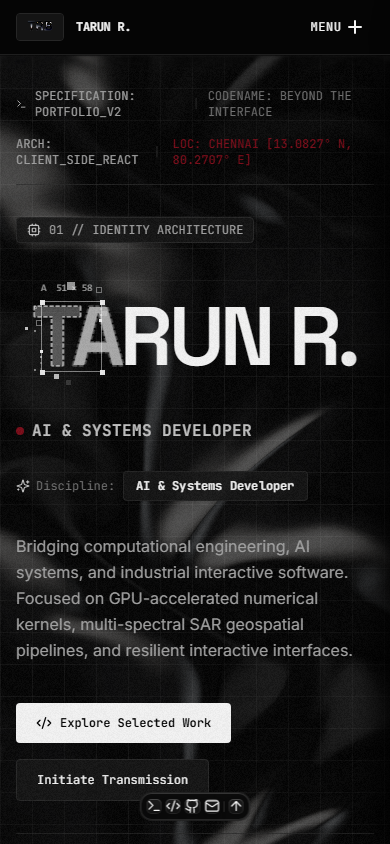 TARUN R.
MENU
SPECIFICATION:
PORTFOLIO_V2
CODENAME: BEYOND THE
INTERFACE
ARCH:
CLIENT_SIDE_REACT
LOC: CHENNAI [13.0827° N,
80.2707° E]
01 // IDENTITY ARCHITECTURE
A 51 x 58
TARUN R.
AI & SYSTEMS DEVELOPER
Discipline: AI & Systems Developer
Bridging computational engineering, AI
systems, and industrial interactive software.
Focused on GPU-accelerated numerical
kernels, multi-spectral SAR geospatial
pipelines, and resilient interactive interfaces.
Explore Selected Work
Initiate Transmission